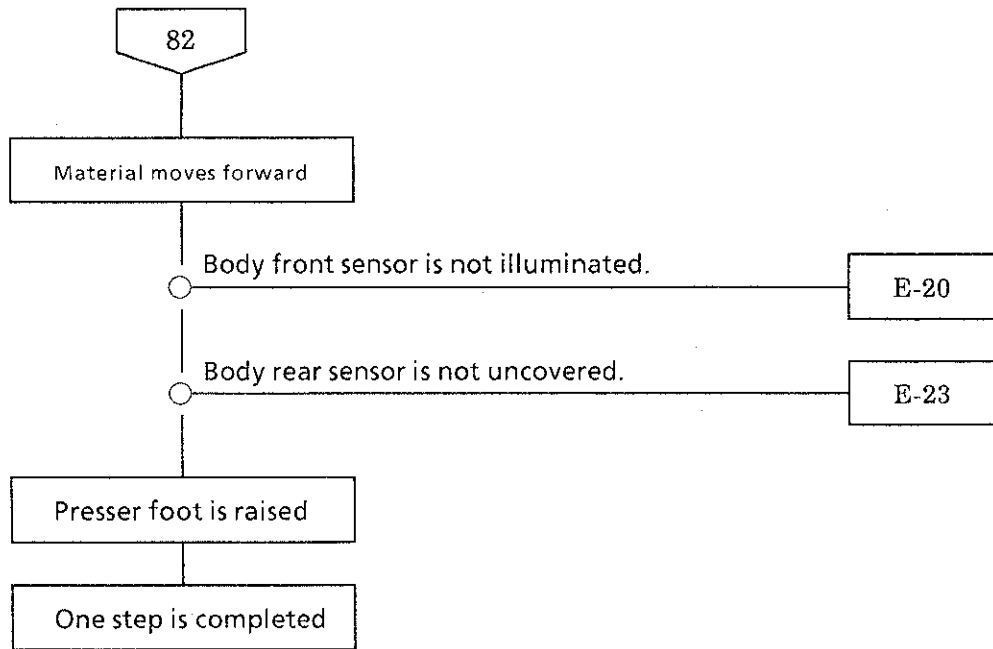 82
Material moves forward
Body front sensor is not illuminated.
E-20
Body rear sensor is not uncovered.
E-23
Presser foot is raised
One step is completed